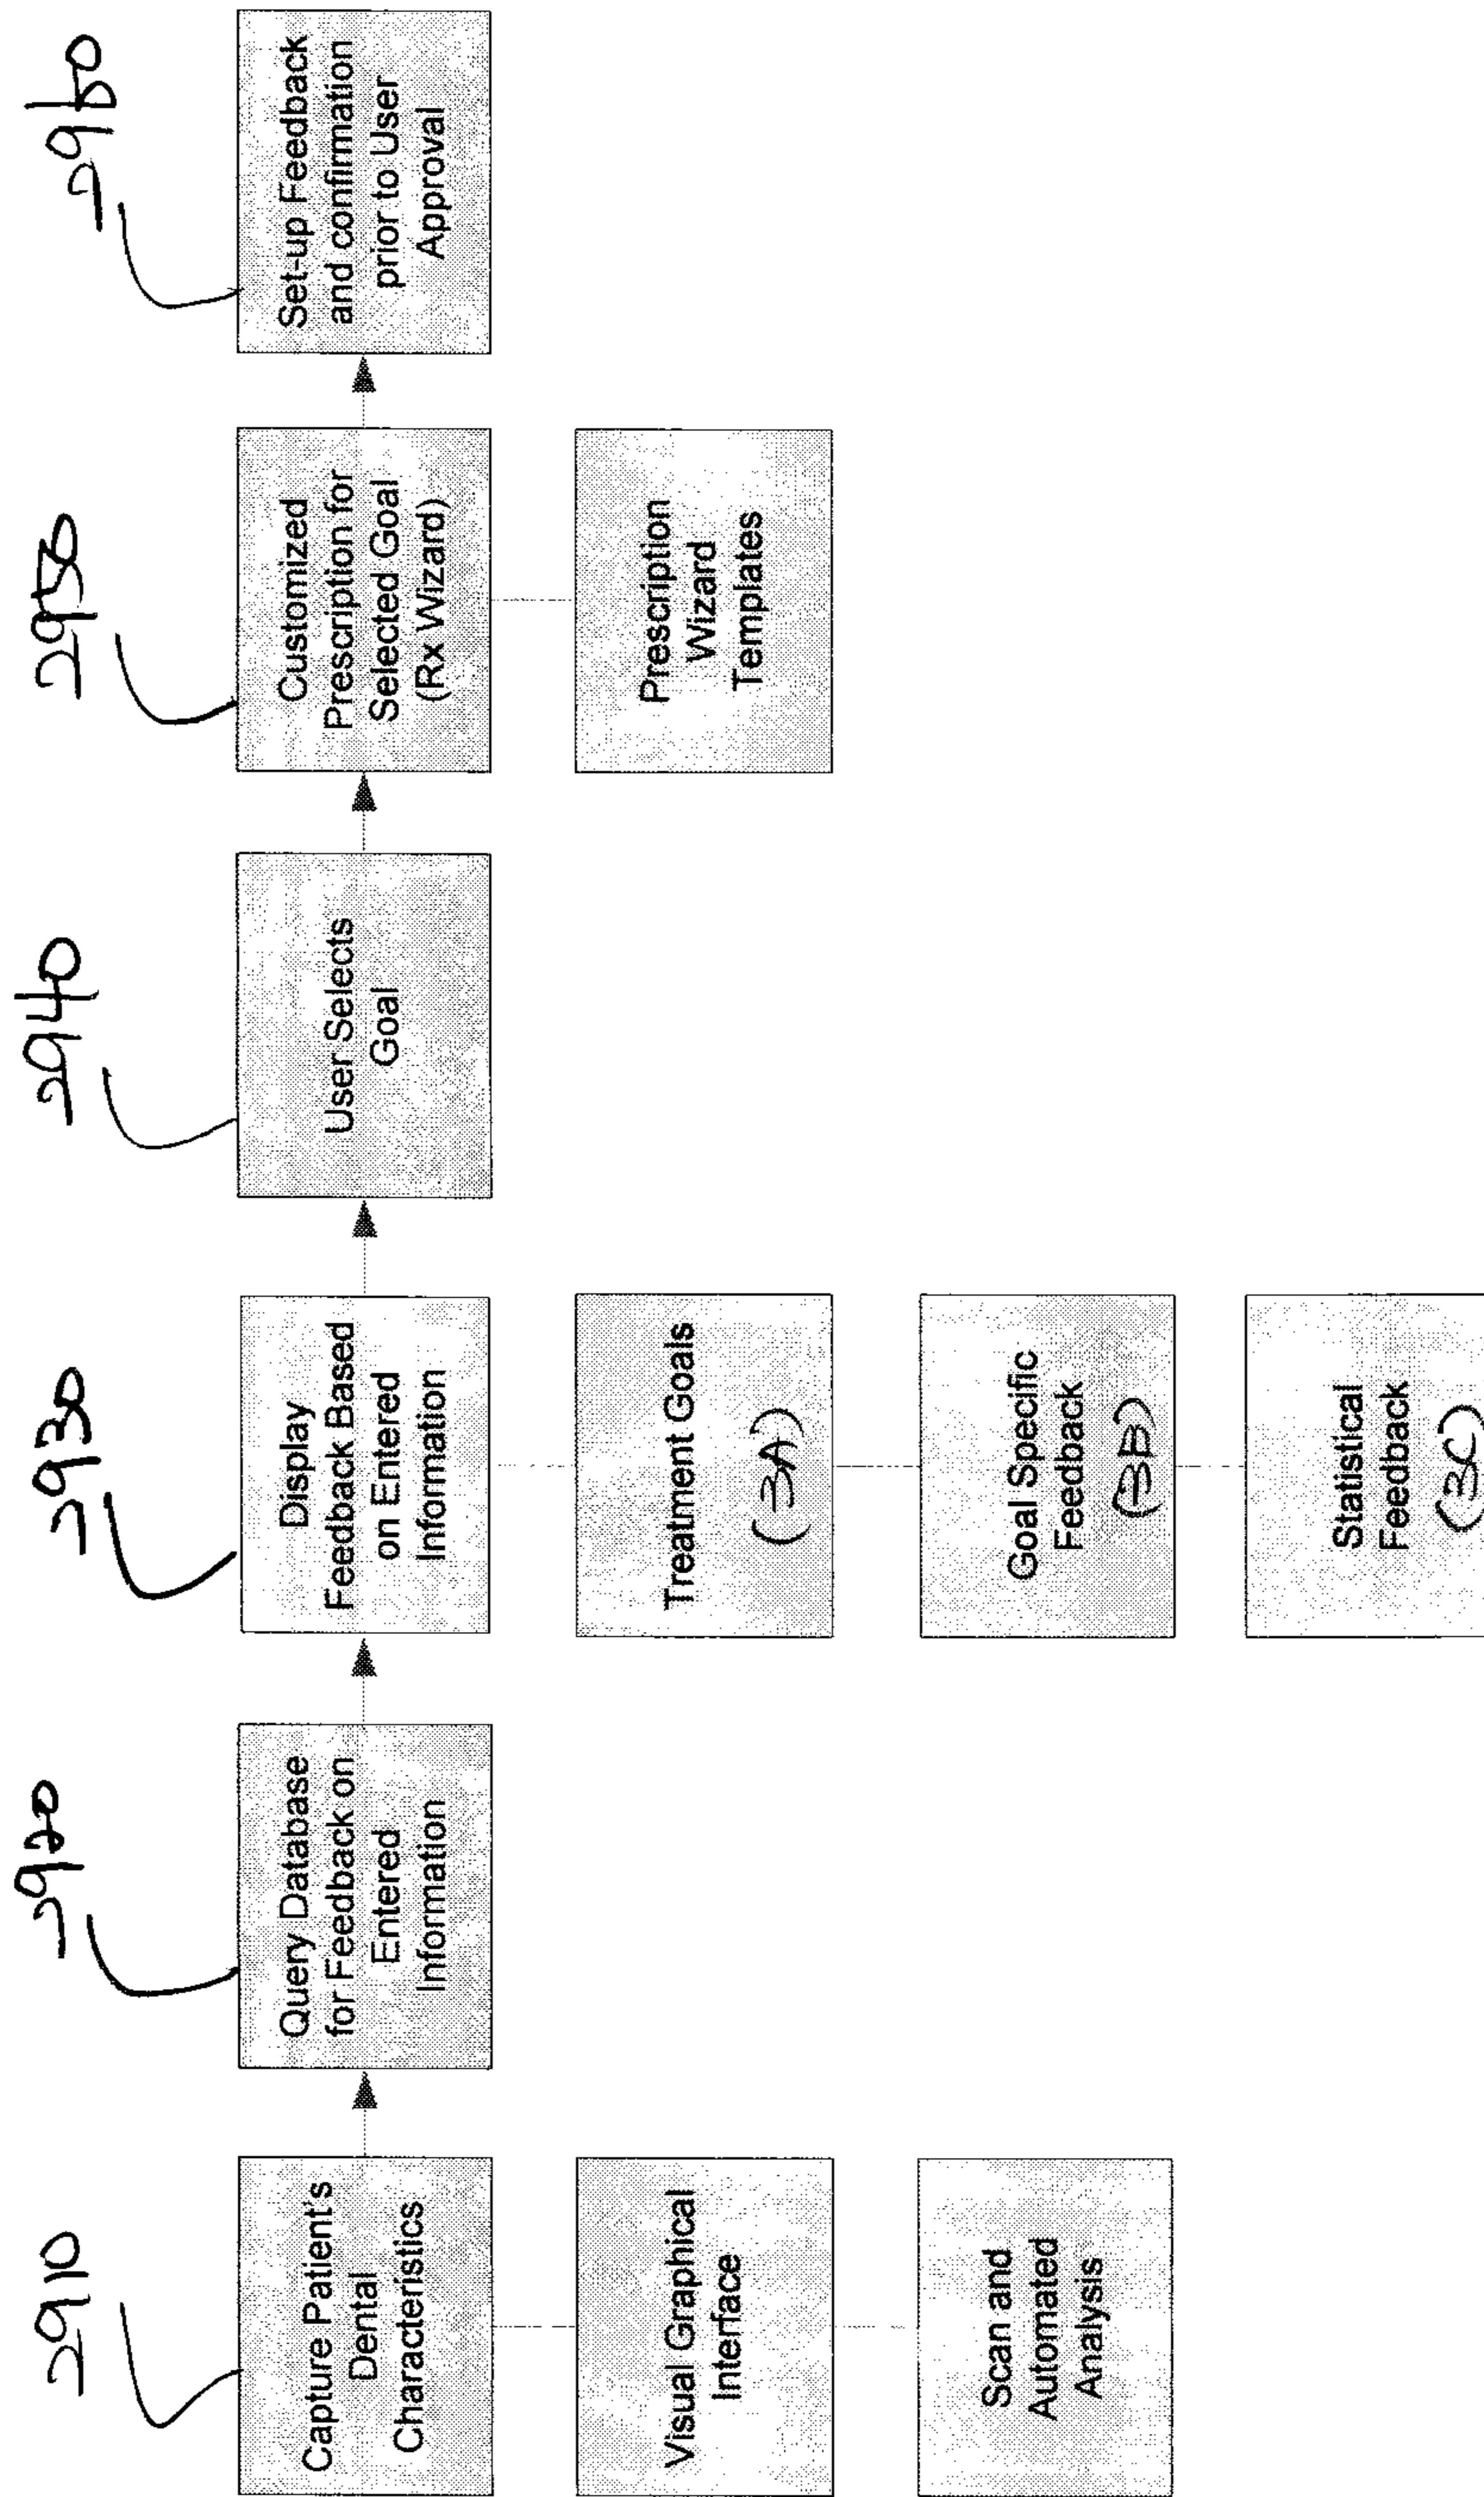 2910
Capture Patient's
Dental
Characteristics
Visual Graphical
Interface
Scan and
Automated
Analysis
2920
Query Database
for Feedback on
Entered
Information
2930
Display
Feedback Based
on Entered
Information
Treatment Goals
(3A)
Goal Specific
Feedback
(3B)
Statistical
Feedback
(3C)
2940
User Selects
Goal
2950
Customized
Prescription for
Selected Goal
(Rx Wizard)
Prescription
Wizard
Templates
2960
Set-up Feedback
and confirmation
prior to User
Approval